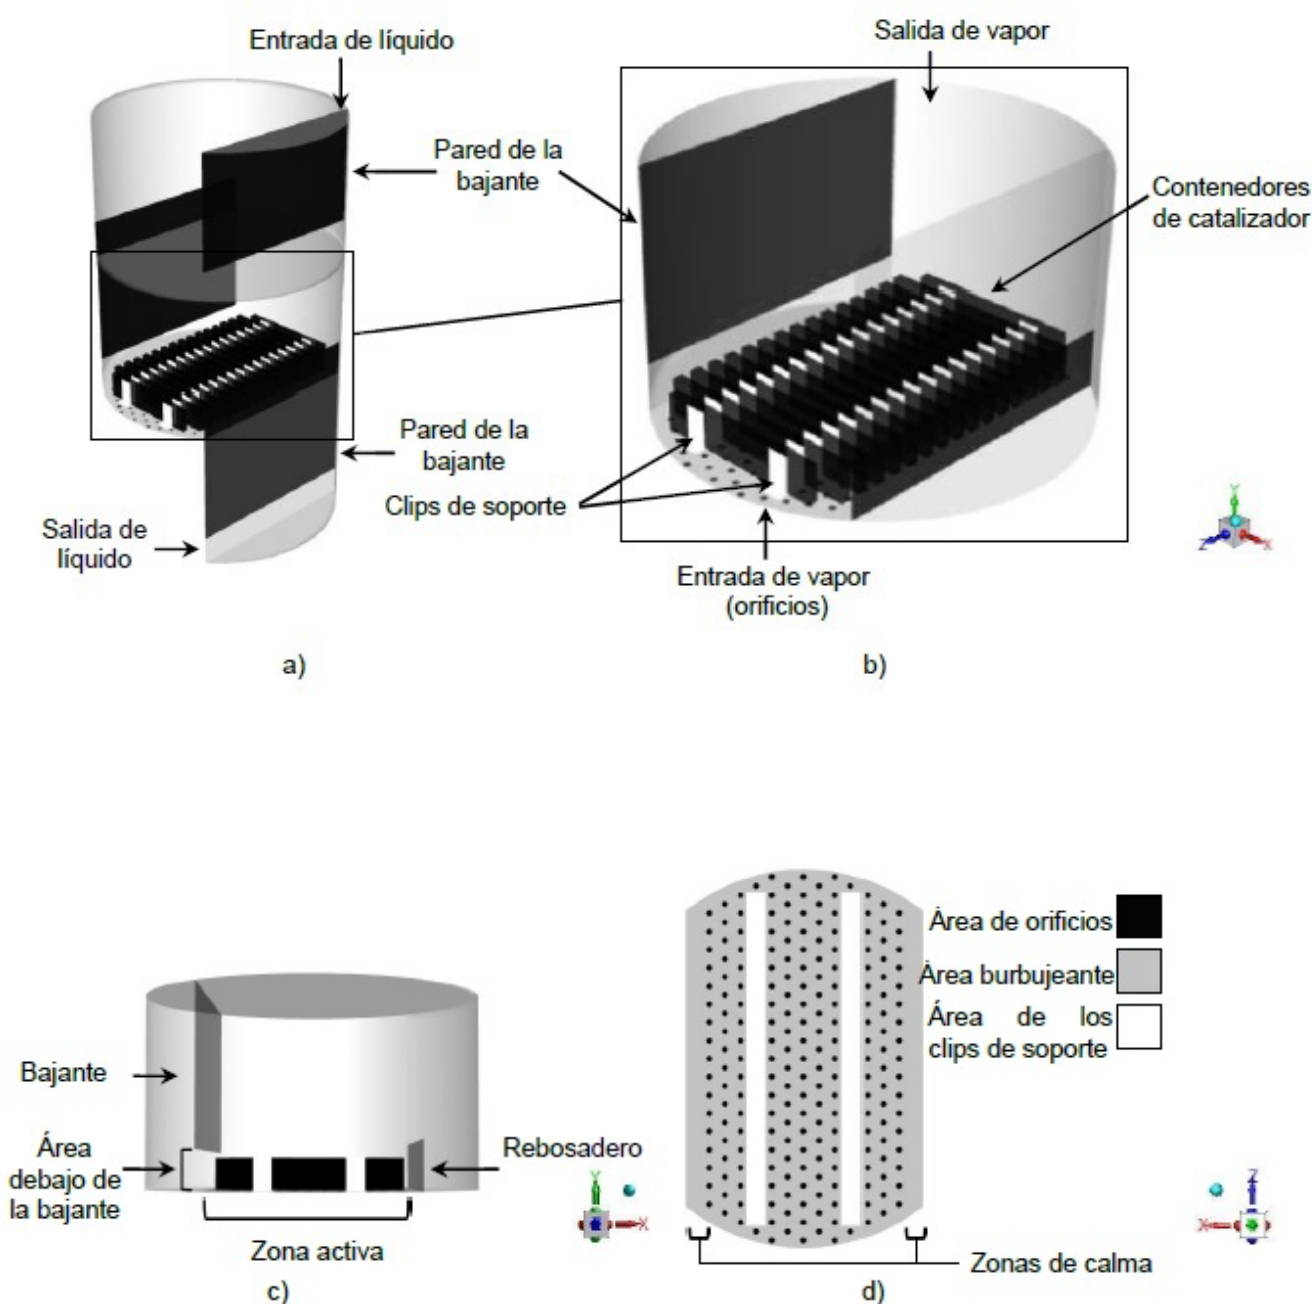 Entrada de líquido
Salida de vapor
Pared de la
bajante
Contenedores
de catalizador
Pared de la
bajante
Clips de soporte
Salida de
líquido
Entrada de vapor
(orificios)
Y
Z
X
a)
b)
Área de orificios
Área burbujeante
Área de los
clips de soporte
Bajante
Área
debajo de
la bajante
Rebosadero
Zona activa
Y
X
Z
X
Zonas de calma
c)
d)